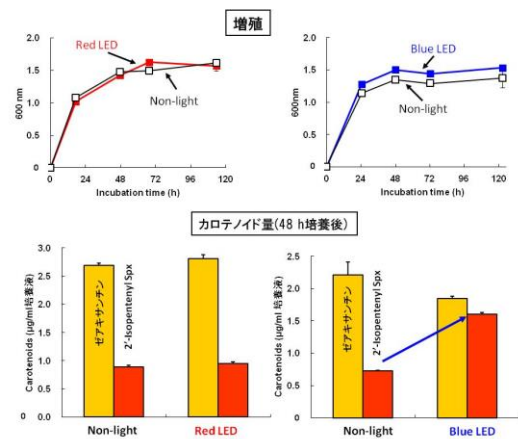 増殖
Red LED
Non-light
600 nm
2.0
1.5
1.0
0.5
0.0
0 24 48 72 96 120
Incubation time (h)
Blue LED
Non-light
600nm
2.0
1.5
1.0
0.5
0.0
0 24 48 72 96 120
Incubation time (h)
カロテノイド量(48 h培養後)
Carotenoids (μg/ml 培養液)
3.0
2.5
2.0
1.5
1.0
0.5
0.0
0
ゼアキサンチン
2'-Isopentenyl Spx
Non-light
Red LED
Carotenoids (μg/ml 培養液)
2.5
2.0
1.5
1.0
0.5
0.0
ゼアキサンチン
2'-Isopentenyl Spx
Non-light
Blue LED